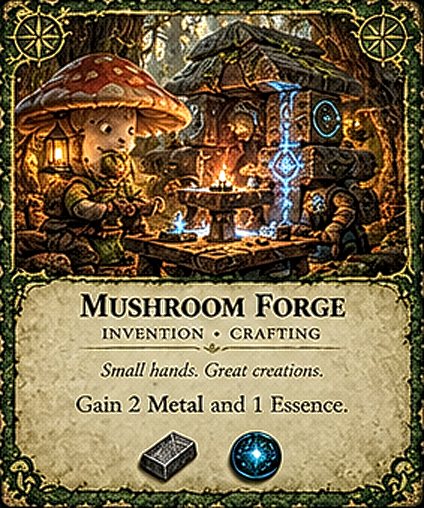 MUSHROOM FORGE
INVENTION • CRAFTING
Small hands. Great creations.
Gain 2 Metal and 1 Essence.